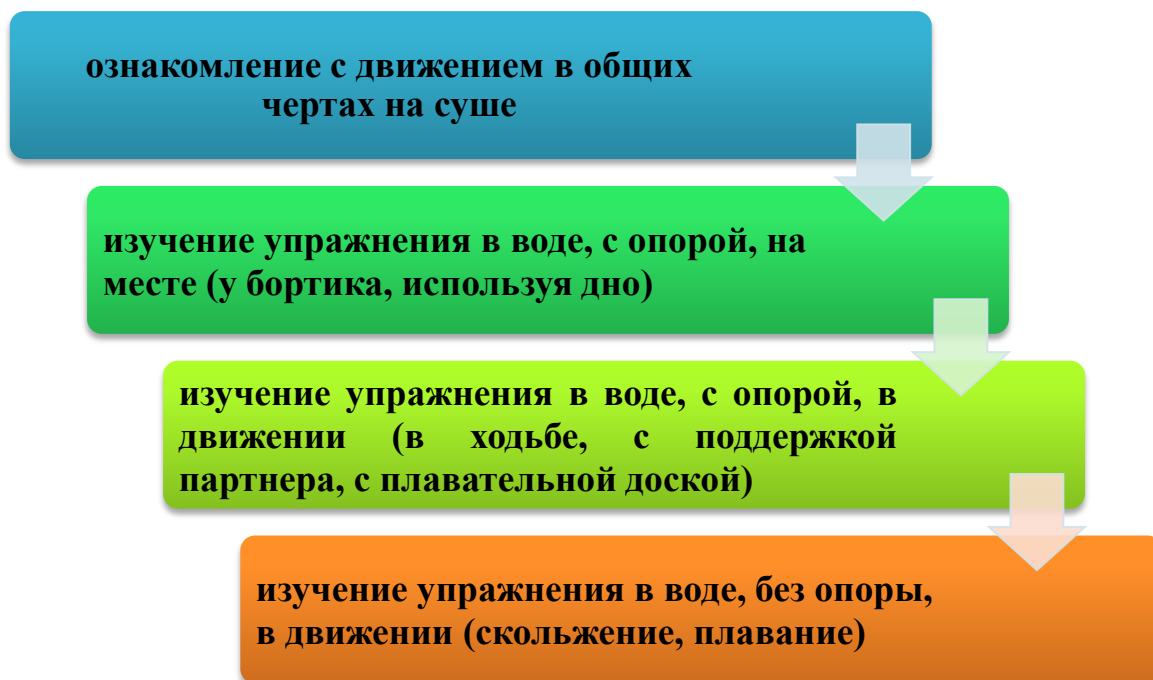 ознакомление с движением в общих
чертах на суше
изучение упражнения в воде, с опорой, на
месте (у бортика, используя дно)
изучение упражнения в воде, с опорой, в
движении (в ходьбе, с поддержкой
партнера, с плавательной доской)
изучение упражнения в воде, без опоры,
в движении (скольжение, плавание)